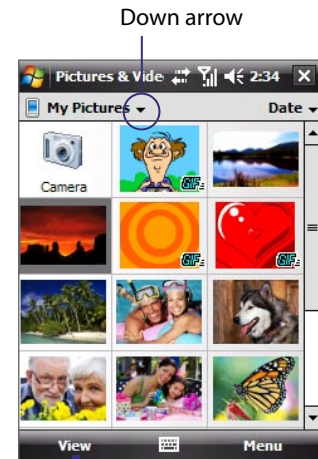 Down arrow
Pictures & Vide 2:34
My Pictures Date
Camera
GIF
GIF GIF
View Menu